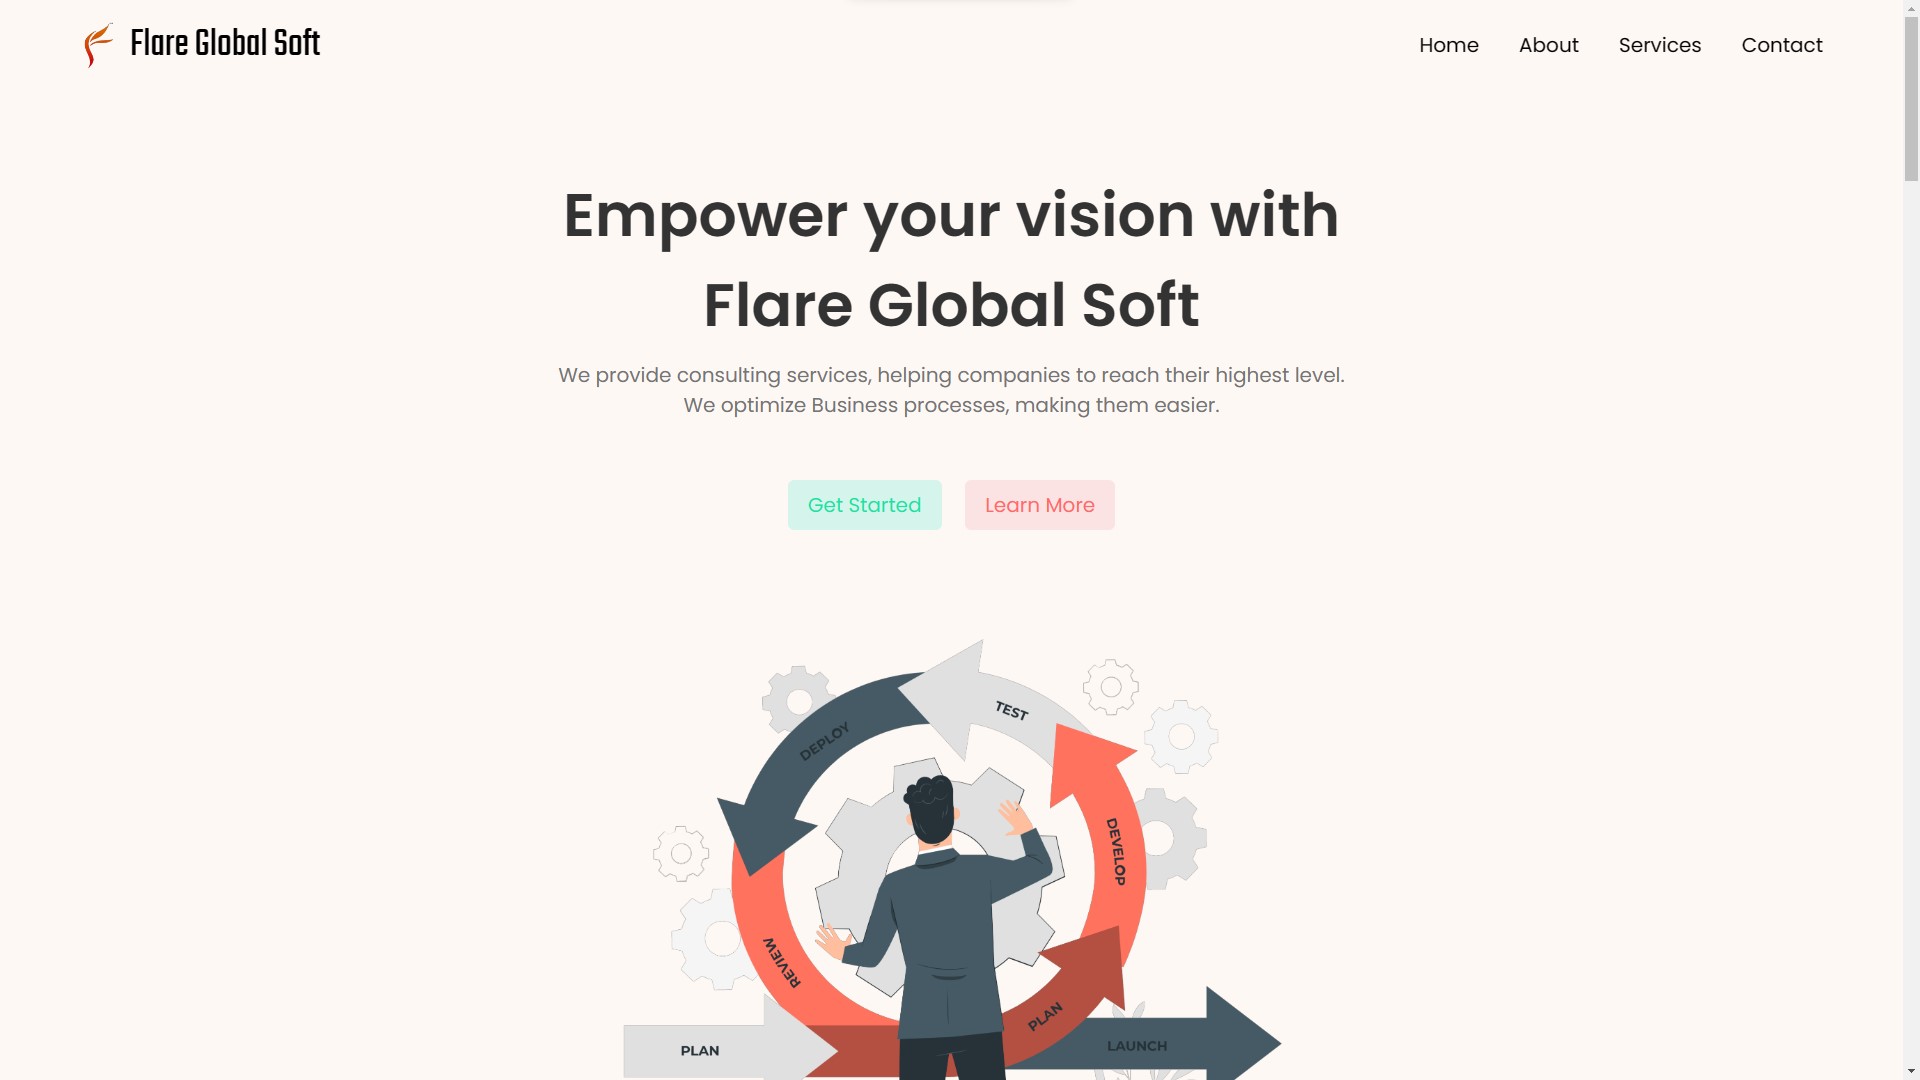 Flare Global Soft
Home
About
Services
Contact
Empower your vision with
Flare Global Soft
We provide consulting services, helping companies to reach their highest level.
We optimize Business processes, making them easier.
Get Started
Learn More
TEST
DEPLOY
DEVELOP
REVIEW
PLAN
LAUNCH
PLAN